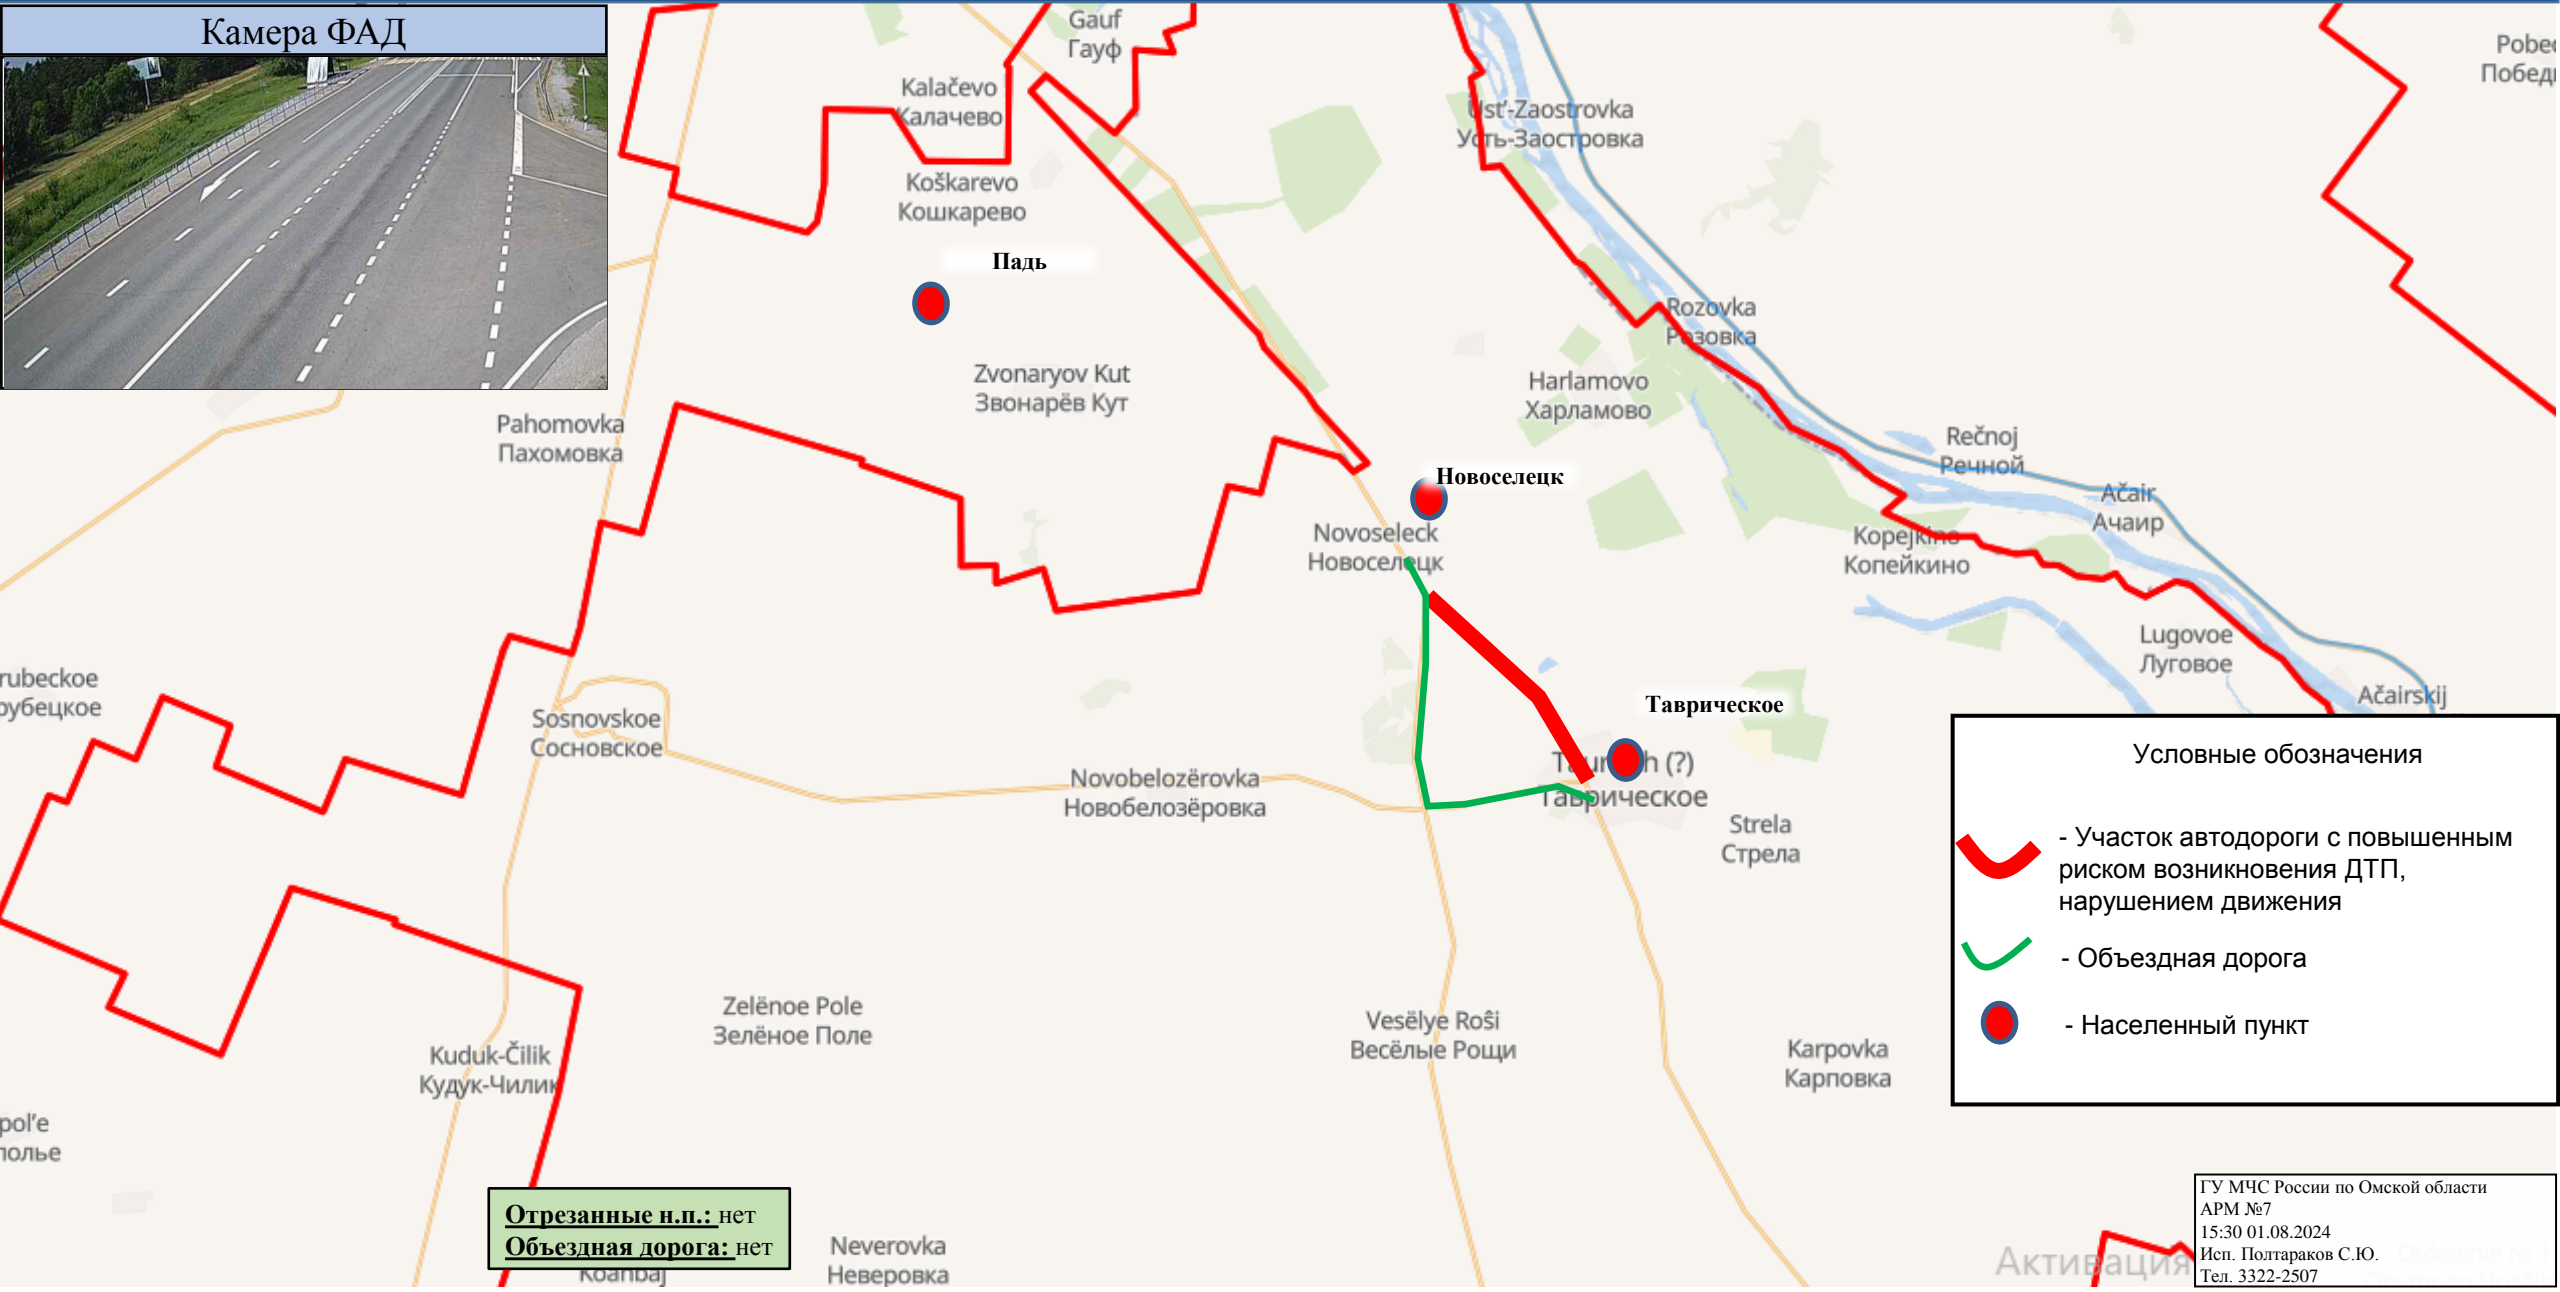 Камера ФАД
Gauf
Гауф
Kalačevo
Калачево
Koškarevo
Кошкарево
Падь
Zvonaryov Kut
Звонарёв Кут
Pahomovka
Пахомовка
Ust'-Zaostrovka
Усть-Заостровка
Rozovka
Розовка
Harlamovo
Харламово
Rečnoj
Речной
Ačair
Ачаир
Новоселецк
Novoseleck
Новоселецк
Kopejkino
Копейкино
Lugovoe
Луговое
Ačairskij
rubeckoe
рубецкое
Sosnovskoe
Сосновское
Novobelozërovka
Новобелозёровка
Таврическое
(?)
Таврическое
Strela
Стрела
Zelënoe Pole
Зелёное Поле
Vesëlye Roŝi
Весёлые Рощи
Karpovka
Карповка
Kuduk-Čilik
Кудук-Чилик
pol'e
полье
Neverovka
Неверовка
Koanbaj
Условные обозначения
- Участок автодороги с повышенным
риском возникновения ДТП,
нарушением движения
- Объездная дорога
- Населенный пункт
Отрезанные н.п.: нет
Объездная дорога: нет
Активация
ГУ МЧС России по Омской области
АРМ №7
15:30 01.08.2024
Исп. Полтараков С.Ю.
Тел. 3322-2507